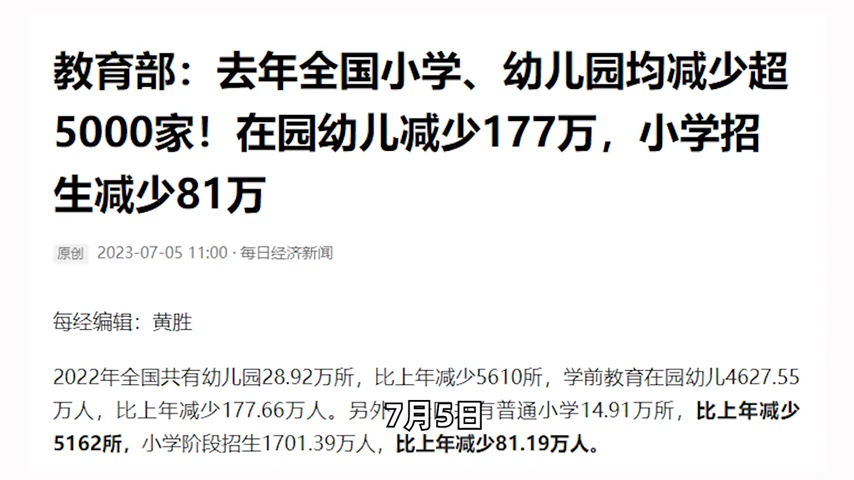 教育部：去年全国小学、幼儿园均减少超
5000家！在园幼儿减少177万，小学招
生减少81万
原创 2023-07-05 11:00 · 每日经济新闻
每经编辑：黄胜
2022年全国共有幼儿园28.92万所，比上年减少5610所，学前教育在园幼儿4627.55
万人，比上年减少177.66万人。另外 有普通小学14.91万所，比上年减少
7月5日
5162所，小学阶段招生1701.39万人，比上年减少81.19万人。